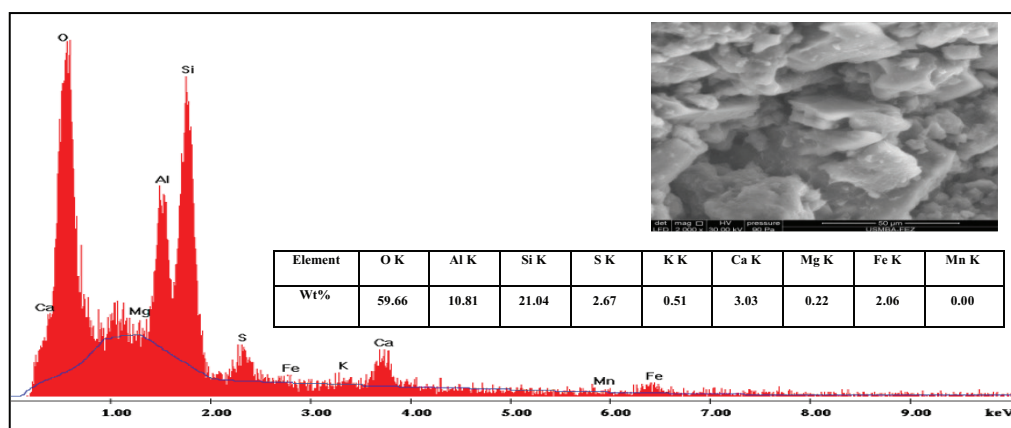 O
Si
Al
Ca
Mg
S
Fe
K
Ca
Mn
Fe
det mag □ HV pressure 50 µm
LFD 2 000 x 30.00 kV 90 Pa USMBA-FEZ
Element O K Al K Si K S K K K Ca K Mg K Fe K Mn K
Wt% 59.66 10.81 21.04 2.67 0.51 3.03 0.22 2.06 0.00
1.00 2.00 3.00 4.00 5.00 6.00 7.00 8.00 9.00 keV